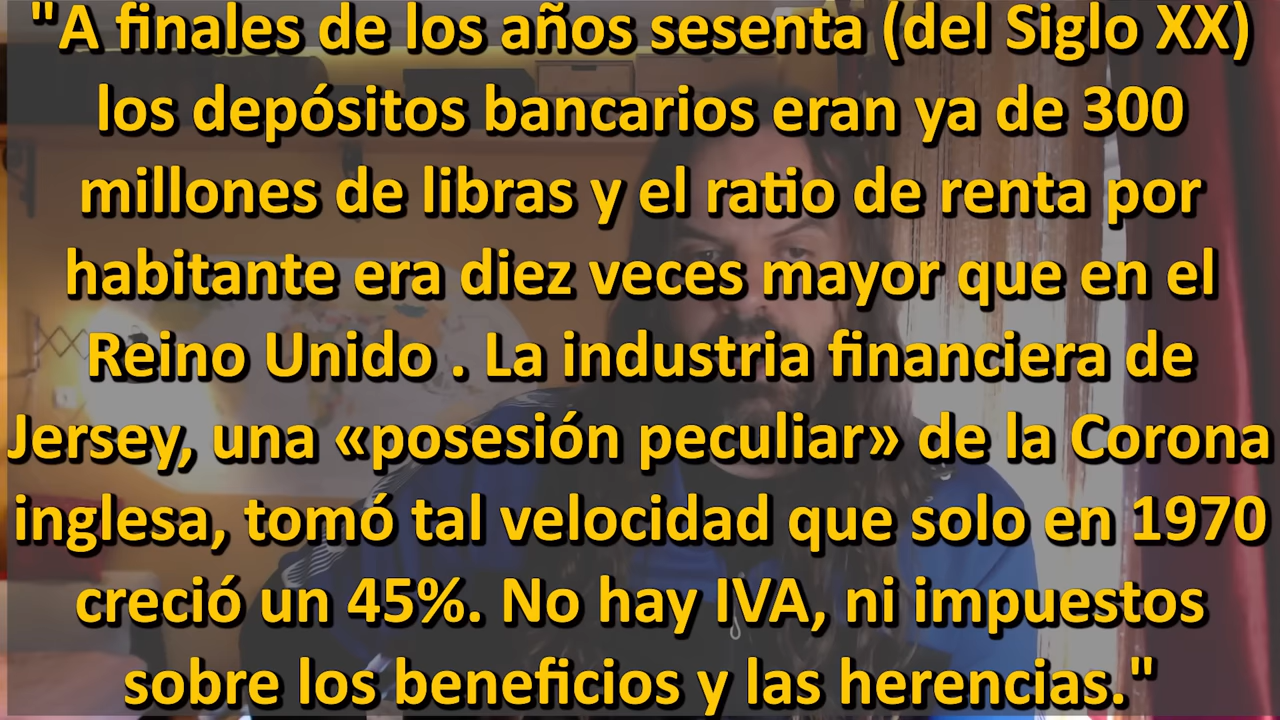 "A finales de los años sesenta (del Siglo XX)
los depósitos bancarios eran ya de 300
millones de libras y el ratio de renta por
habitante era diez veces mayor que en el
Reino Unido . La industria financiera de
Jersey, una «posesión peculiar» de la Corona
inglesa, tomó tal velocidad que solo en 1970
creció un 45%. No hay IVA, ni impuestos
sobre los beneficios y las herencias."